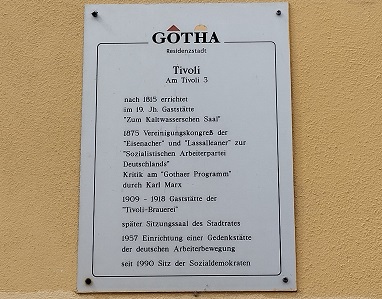 GOTHA
Residenzstadt
Tivoli
Am Tivoli 3
nach 1815 errichtet
im 19. Jh. Gaststätte
"Zum Kaltwasserschen Saal"
1875 Vereinigungskongreß der
"Eisenacher" und "Lassalleaner" zur
"Sozialistischen Arbeiterpartei
Deutschlands"
Kritik am "Gothaer Programm"
durch Karl Marx
1909 - 1918 Gaststätte der
"Tivoli-Brauerei"
später Sitzungssaal des Stadtrates
1957 Einrichtung einer Gedenkstätte
der deutschen Arbeiterbewegung
seit 1990 Sitz der Sozialdemokraten